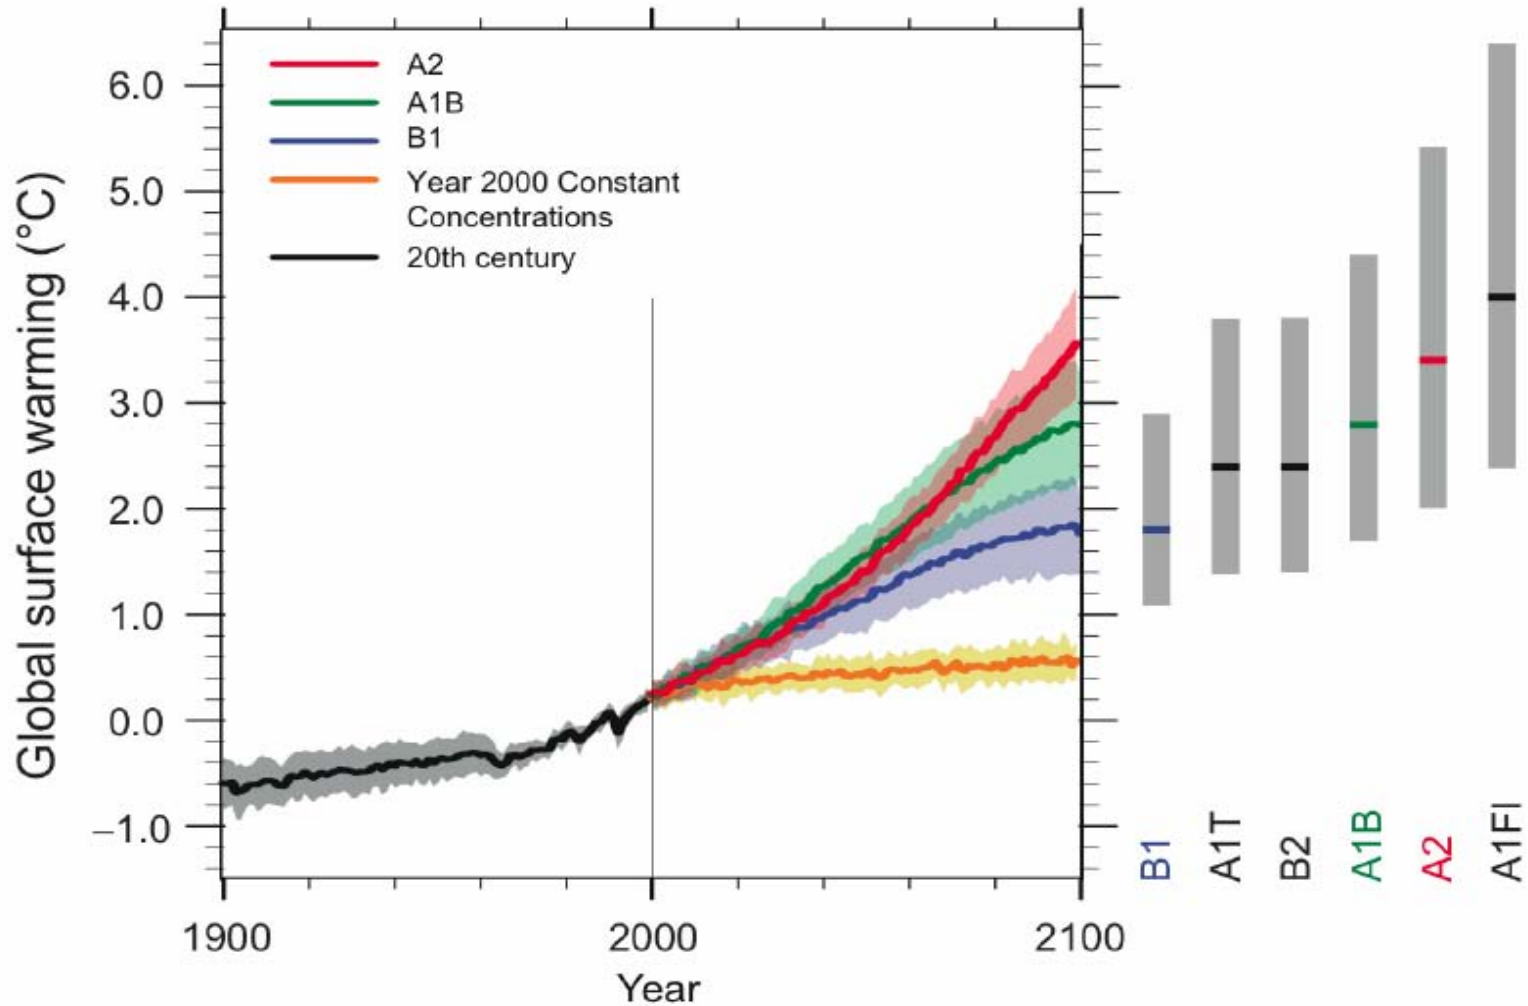 A2
A1B
B1
Year 2000 Constant
Concentrations
20th century
Global surface warming (°C)
6.0
5.0
4.0
3.0
2.0
1.0
0.0
–1.0
1900
2000
2100
Year
B1
A1T
B2
A1B
A2
A1FI